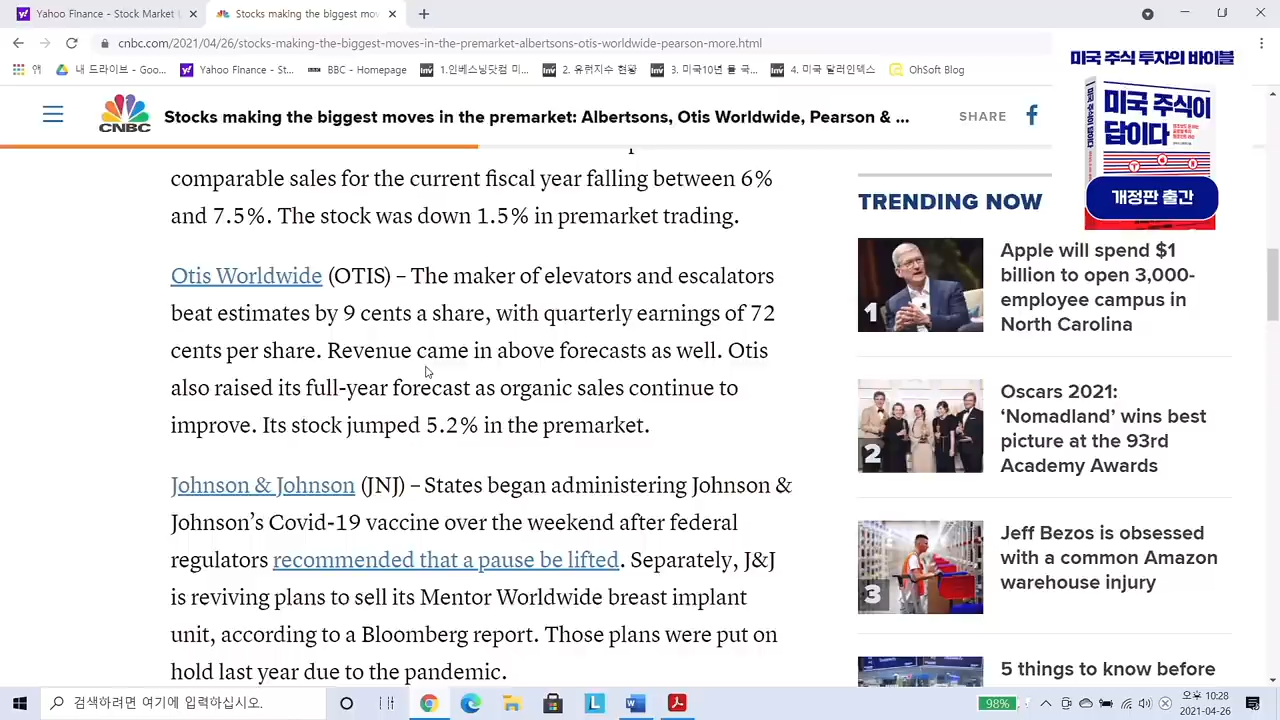 Yahoo Finance - Stock Market
Stocks making the biggest moves
cnbc.com/2021/04/26/stocks-making-the-biggest-moves-in-the-premarket-albertsons-otis-worldwide-pearson-more.html
앱
내 드라이브 - Goo...
Yahoo Finance - St...
BBC - Homepage
1.인베스팅닷컴 미...
2. 유럽지수 현황
3. 미국10년 물 국...
4. 미국 달러인덱스
OhSoft Blog
미국 주식 투자의 바이블
미국 주식이
답이다
개정판 출간
CNBC
Stocks making the biggest moves in the premarket: Albertsons, Otis Worldwide, Pearson & ...
SHARE
comparable sales for the current fiscal year falling between 6%
and 7.5%. The stock was down 1.5% in premarket trading.
Otis Worldwide (OTIS) – The maker of elevators and escalators
beat estimates by 9 cents a share, with quarterly earnings of 72
cents per share. Revenue came in above forecasts as well. Otis
also raised its full-year forecast as organic sales continue to
improve. Its stock jumped 5.2% in the premarket.
Johnson & Johnson (JNJ) – States began administering Johnson &
Johnson’s Covid-19 vaccine over the weekend after federal
regulators recommended that a pause be lifted. Separately, J&J
is reviving plans to sell its Mentor Worldwide breast implant
unit, according to a Bloomberg report. Those plans were put on
hold last year due to the pandemic.
TRENDING NOW
1
Apple will spend $1
billion to open 3,000-
employee campus in
North Carolina
2
Oscars 2021:
‘Nomadland’ wins best
picture at the 93rd
Academy Awards
3
Jeff Bezos is obsessed
with a common Amazon
warehouse injury
5 things to know before
검색하려면 여기에 입력하십시오.
98%
오후 10:28
2021-04-26